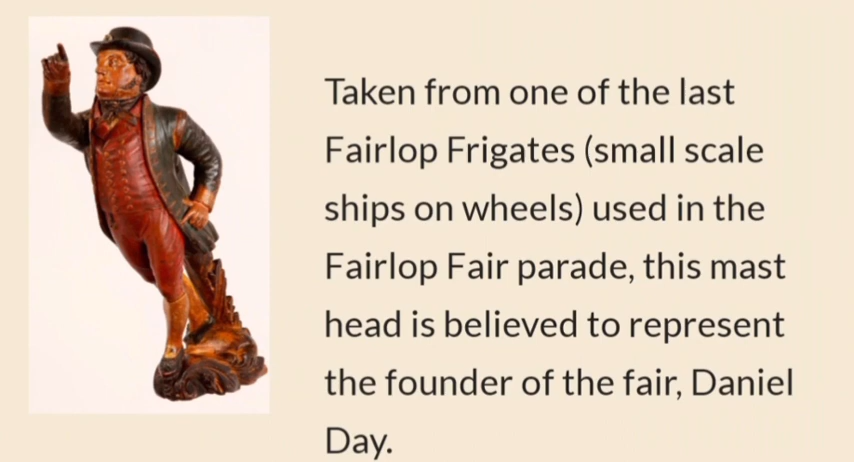 Taken from one of the last
Fairlop Frigates (small scale
ships on wheels) used in the
Fairlop Fair parade, this mast
head is believed to represent
the founder of the fair, Daniel
Day.